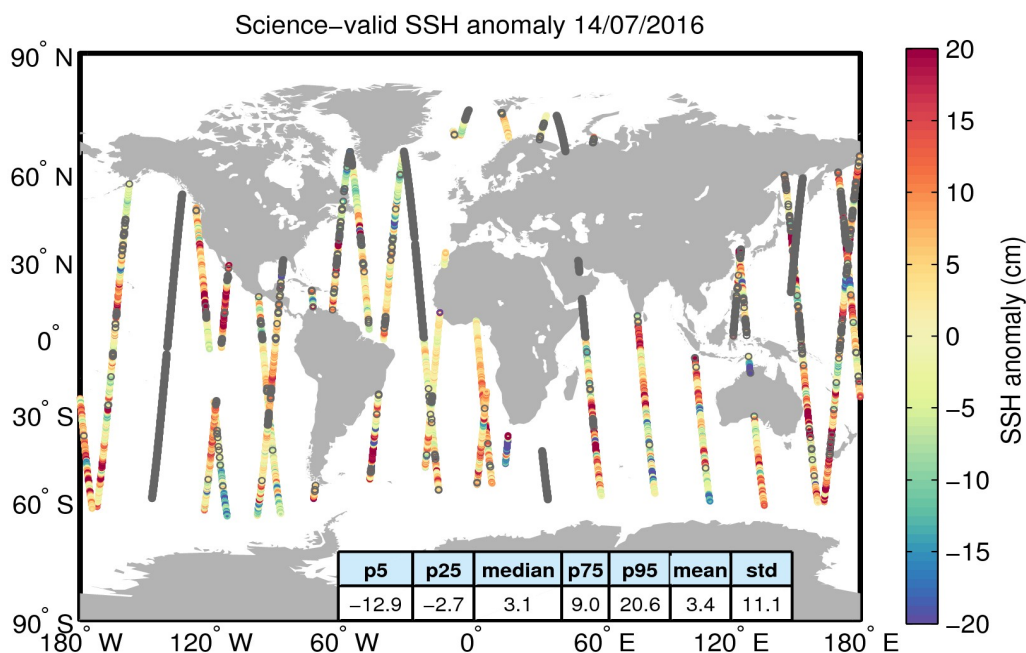 Science−valid SSH anomaly 14/07/2016
90° N
60° N
30° N
0°
30° S
60° S
90° S
180° W
120° W
60° W
0°
60° E
120° E
180° E
p5 p25 median p75 p95 mean std
−12.9 −2.7 3.1 9.0 20.6 3.4 11.1
20
15
10
5
0
−5
−10
−15
−20
SSH anomaly (cm)